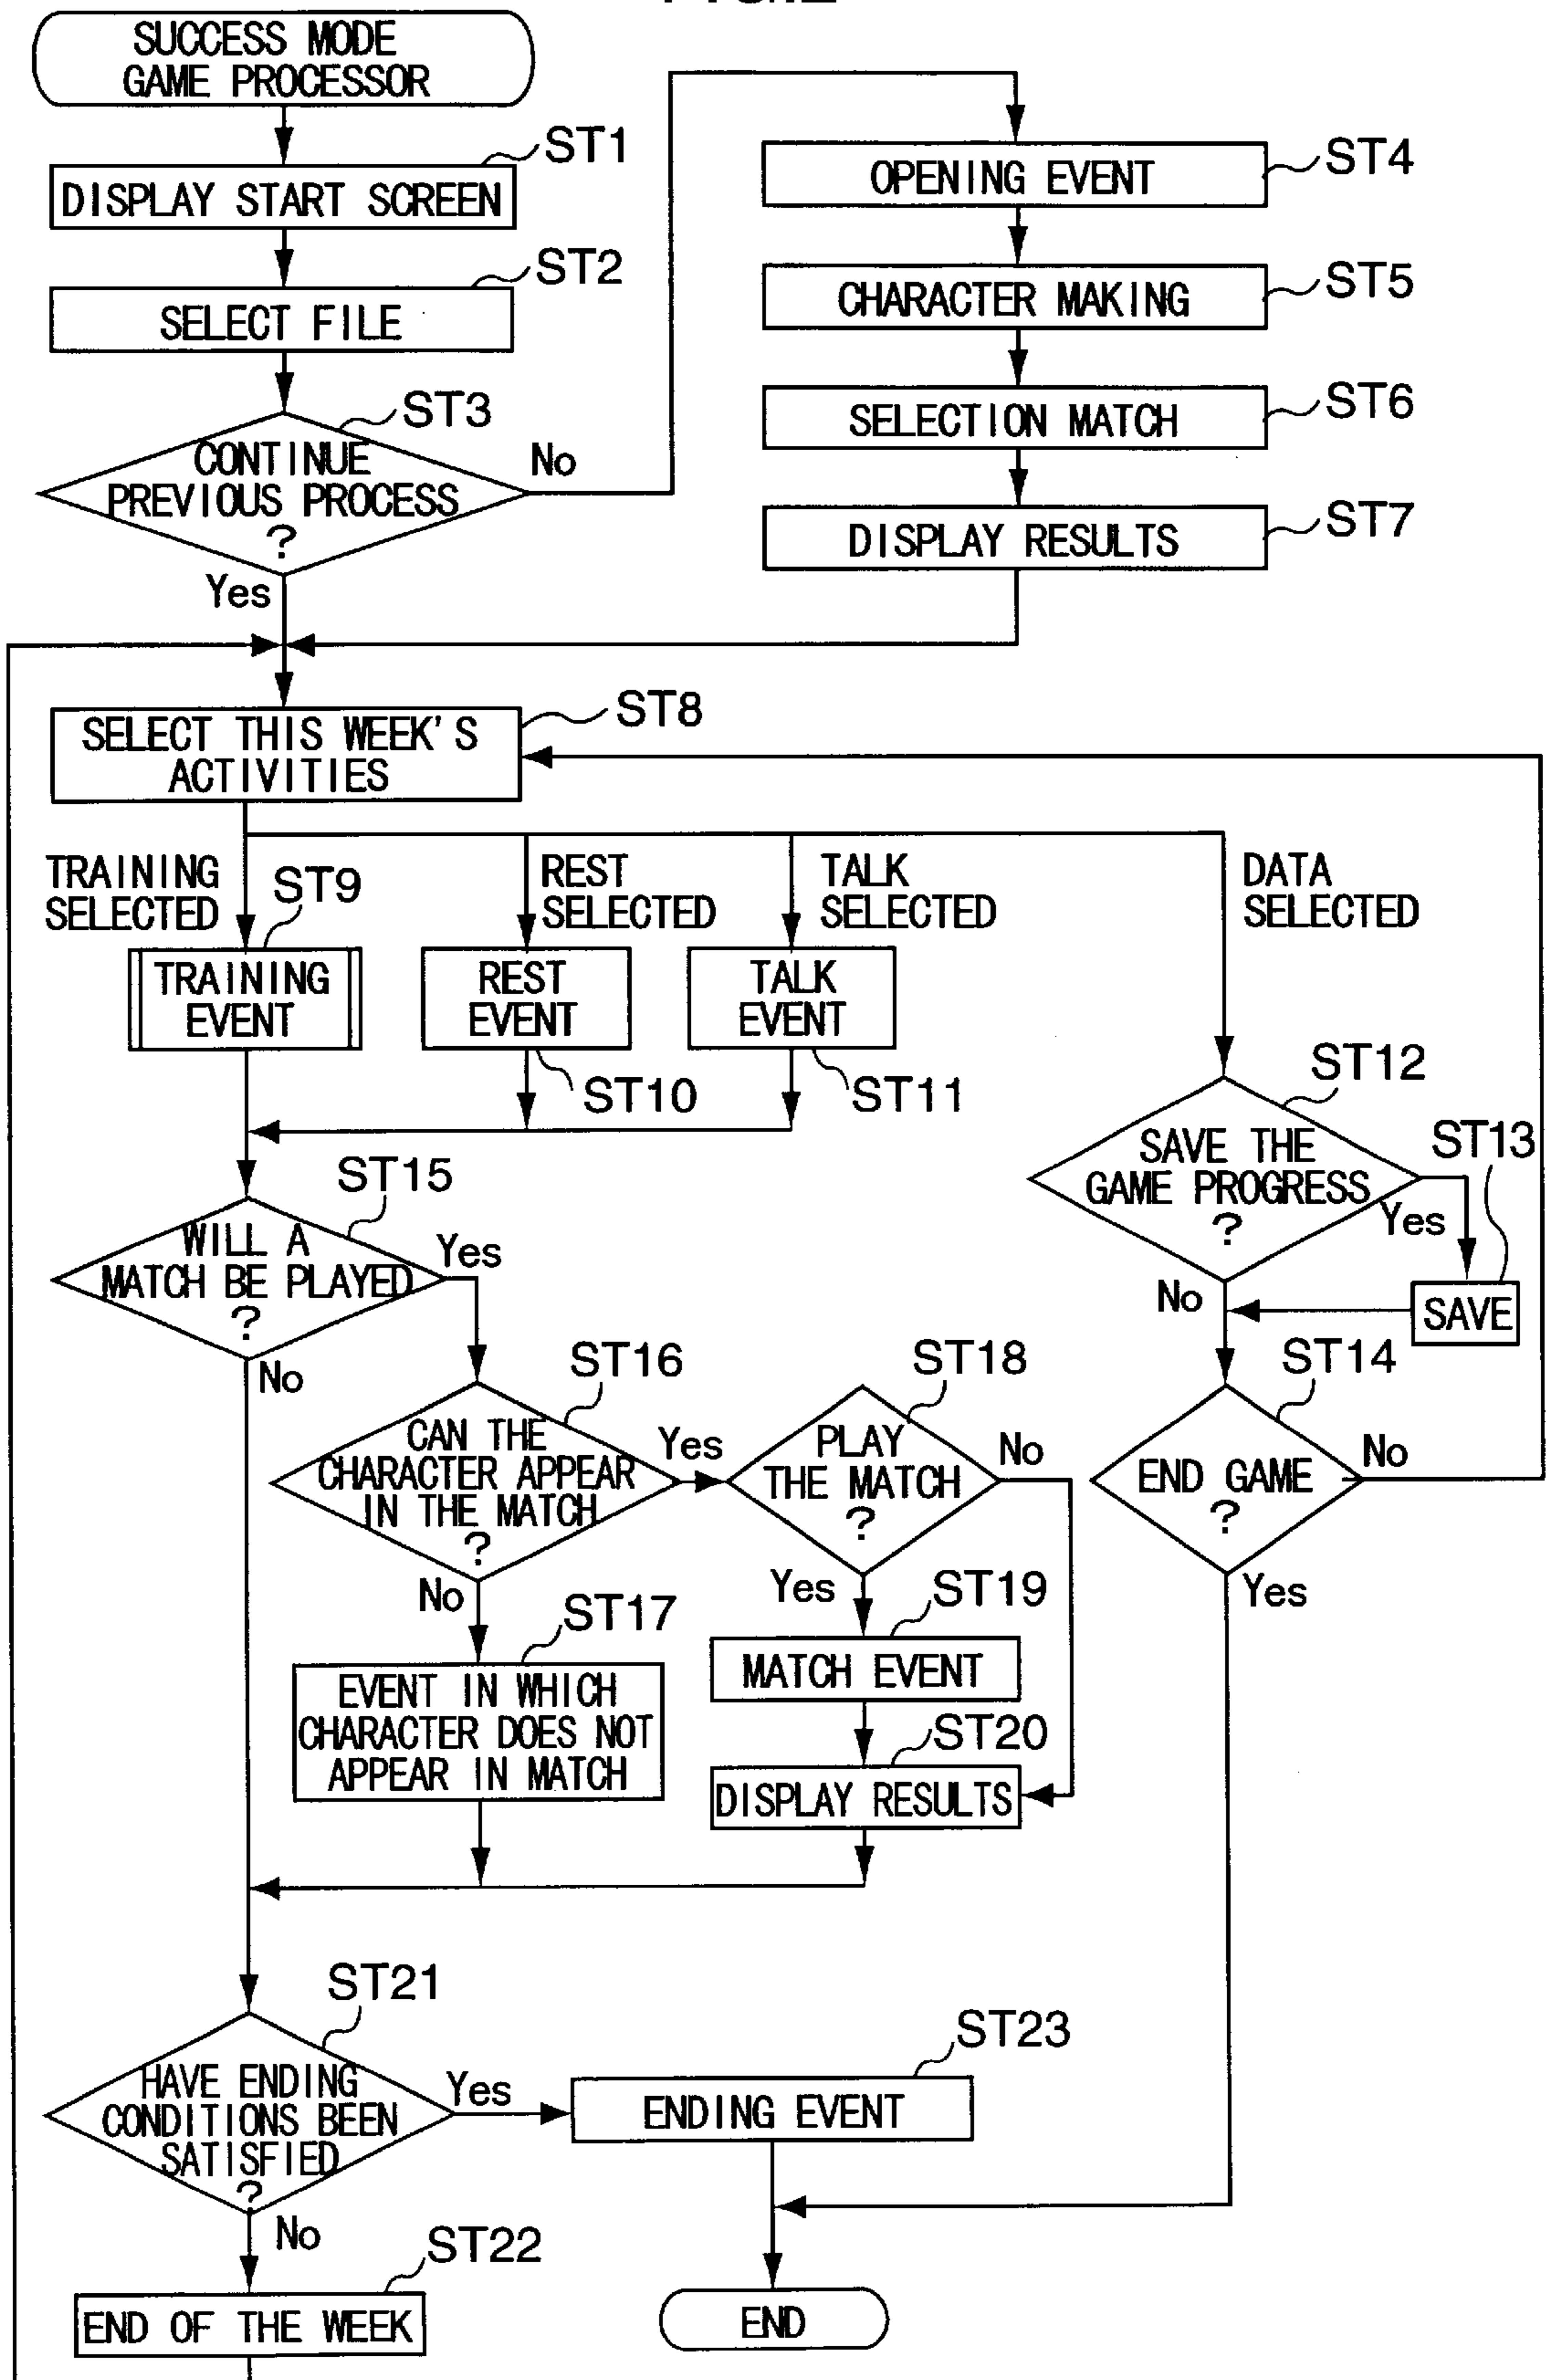 SUCCESS MODE
GAME PROCESSOR
ST1
DISPLAY START SCREEN
ST2
SELECT FILE
ST3
CONTINUE
PREVIOUS PROCESS
?
No
Yes
ST4
OPENING EVENT
ST5
CHARACTER MAKING
ST6
SELECTION MATCH
ST7
DISPLAY RESULTS
ST8
SELECT THIS WEEK'S
ACTIVITIES
TRAINING
SELECTED
ST9
TRAINING
EVENT
REST
SELECTED
REST
EVENT
ST10
TALK
SELECTED
TALK
EVENT
ST11
DATA
SELECTED
ST12
SAVE THE
GAME PROGRESS
?
Yes
No
ST13
SAVE
ST14
END GAME
?
No
Yes
ST15
WILL A
MATCH BE PLAYED
?
Yes
No
ST16
CAN THE
CHARACTER APPEAR
IN THE MATCH
?
Yes
No
ST17
EVENT IN WHICH
CHARACTER DOES NOT
APPEAR IN MATCH
ST18
PLAY
THE MATCH
?
No
Yes
ST19
MATCH EVENT
ST20
DISPLAY RESULTS
ST21
HAVE ENDING
CONDITIONS BEEN
SATISFIED
?
Yes
No
ST23
ENDING EVENT
ST22
END OF THE WEEK
END